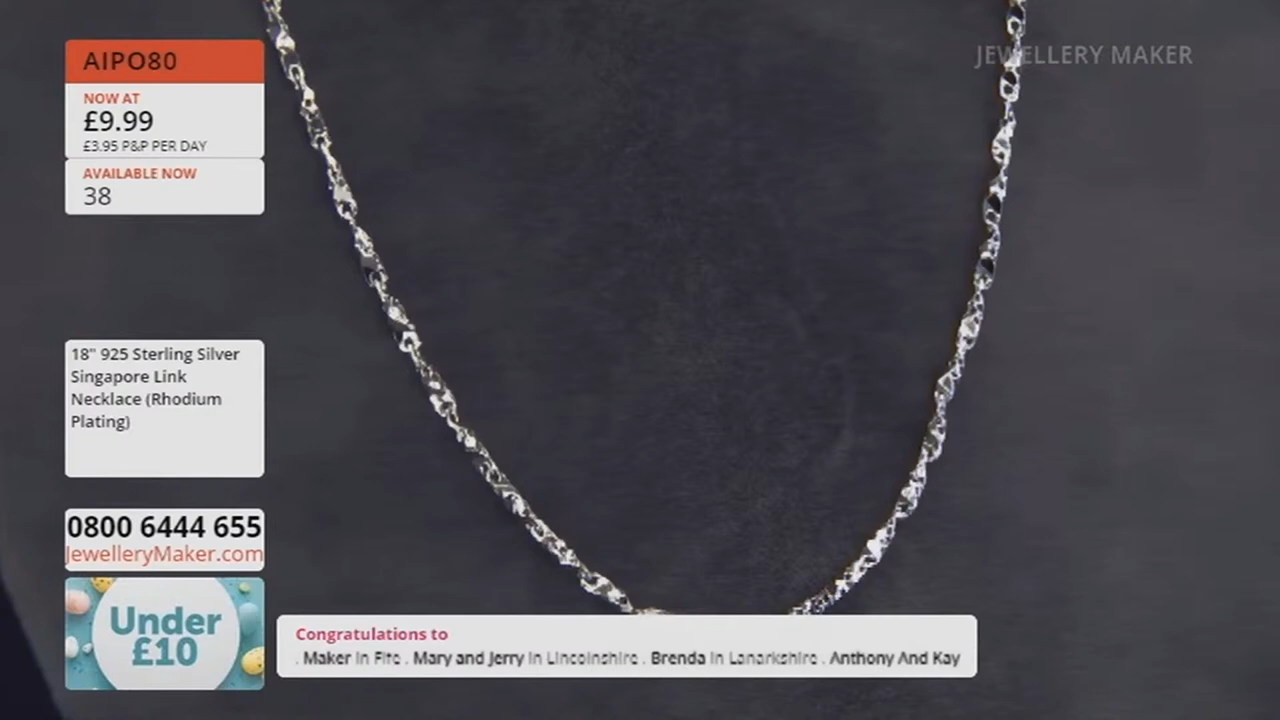 AIPO80
NOW AT
£9.99
£3.95 P&P PER DAY
AVAILABLE NOW
38
JEWELLERY MAKER
18" 925 Sterling Silver
Singapore Link
Necklace (Rhodium
Plating)
0800 6444 655
JewelleryMaker.com
Under
£10
Congratulations to
. Maker in Fife . Mary and Jerry in Lincolnshire . Brenda in Lanarkshire . Anthony And Kay